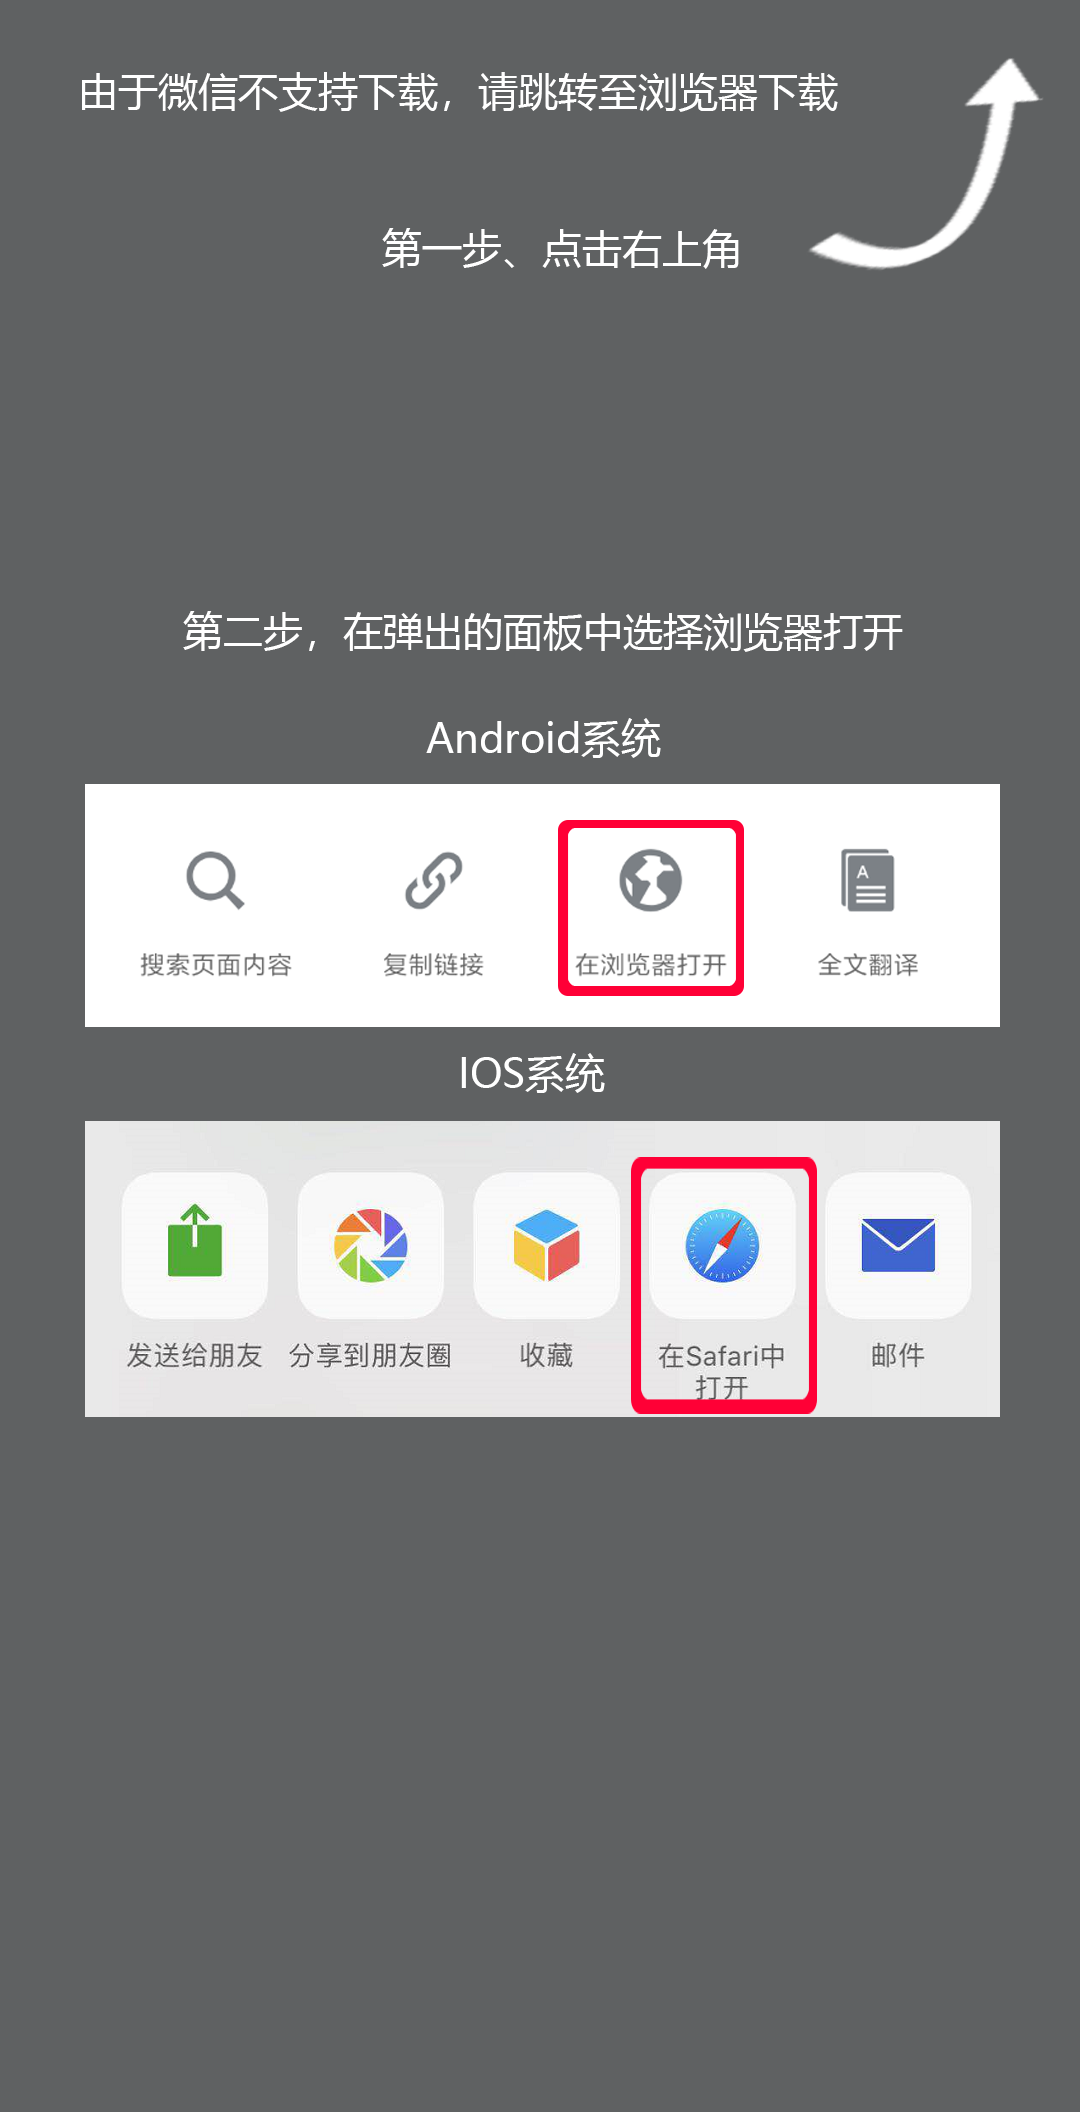 由于微信不支持下载，请跳转至浏览器下载
第一步、点击右上角
第二步，在弹出的面板中选择浏览器打开
Android系统
A
搜索页面内容 复制链接 在浏览器打开 全文翻译
IOS系统
发送给朋友 分享到朋友圈 收藏 在Safari中 邮件
打开